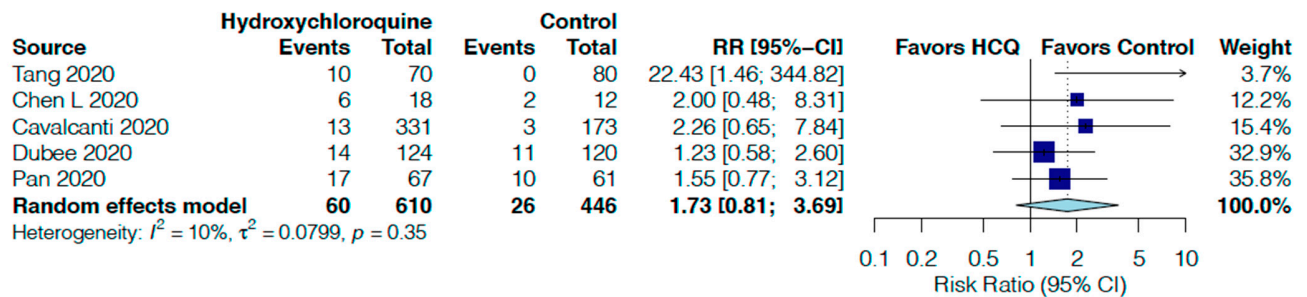 Hydroxychloroquine Control
Source Events Total Events Total RR [95%−CI] Favors HCQ Favors Control Weight
Tang 2020 10 70 0 80 22.43 [1.46; 344.82] 3.7%
Chen L 2020 6 18 2 12 2.00 [0.48; 8.31] 12.2%
Cavalcanti 2020 13 331 3 173 2.26 [0.65; 7.84] 15.4%
Dubee 2020 14 124 11 120 1.23 [0.58; 2.60] 32.9%
Pan 2020 17 67 10 61 1.55 [0.77; 3.12] 35.8%
Random effects model 60 610 26 446 1.73 [0.81; 3.69] 100.0%
Heterogeneity: I² = 10%, τ² = 0.0799, p = 0.35
0.1 0.2 0.5 1 2 5 10
Risk Ratio (95% CI)